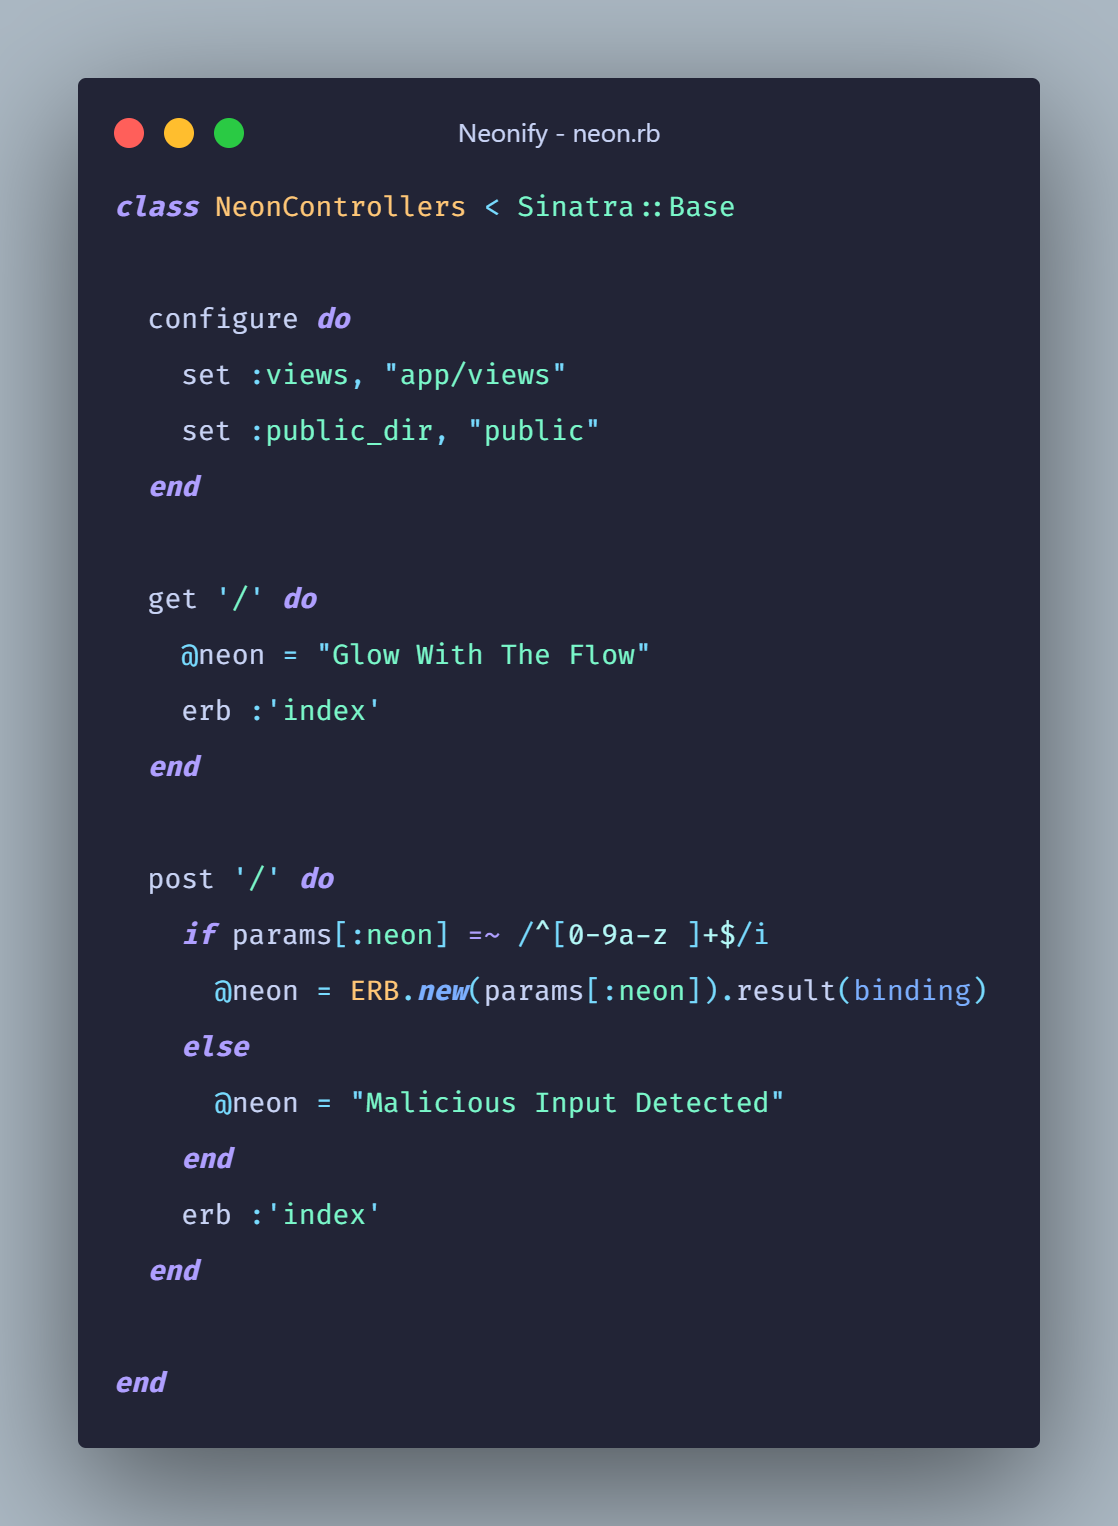 Neonify - neon.rb
class NeonControllers < Sinatra::Base
configure do
set :views, "app/views"
set :public_dir, "public"
end
get '/' do
@neon = "Glow With The Flow"
erb :'index'
end
post '/' do
if params[:neon] =~ /^[0-9a-z ]+$/i
@neon = ERB.new(params[:neon]).result(binding)
else
@neon = "Malicious Input Detected"
end
erb :'index'
end
end